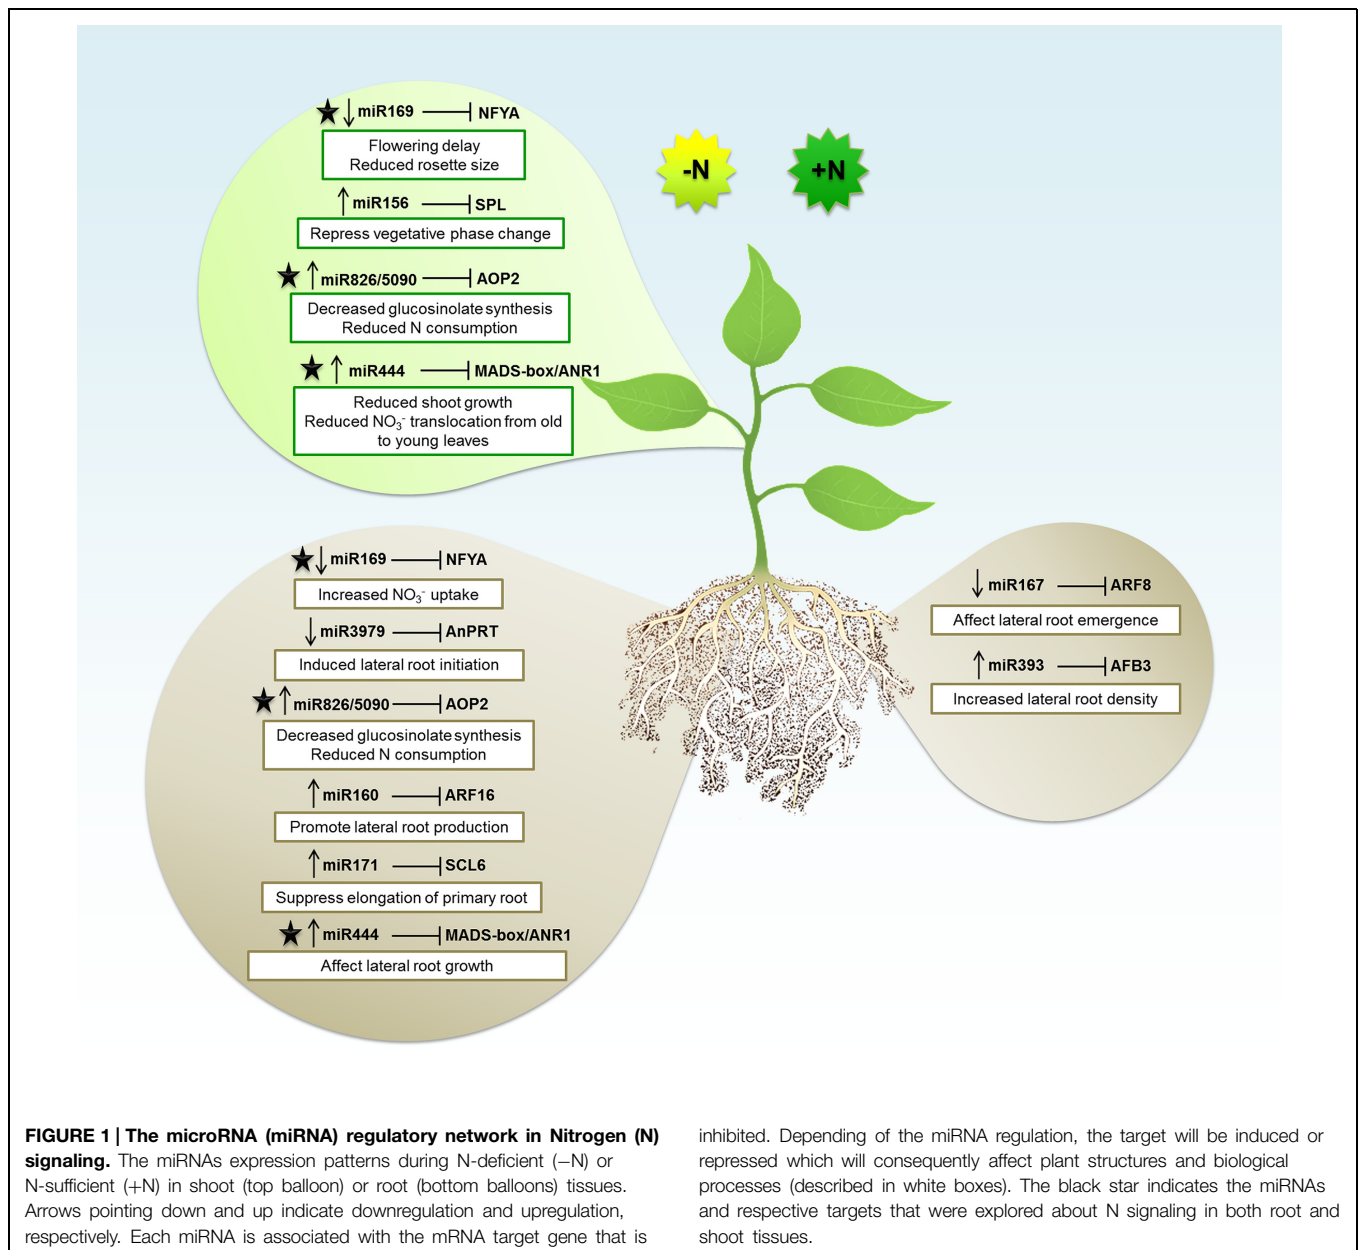 miR169 NFYA
Flowering delay
Reduced rosette size
miR156 SPL
Repress vegetative phase change
miR826/5090 AOP2
Decreased glucosinolate synthesis
Reduced N consumption
miR444 MADS-box/ANR1
Reduced shoot growth
Reduced NO3- translocation from old
to young leaves
-N
+N
miR169 NFYA
Increased NO3- uptake
miR3979 AnPRT
Induced lateral root initiation
miR826/5090 AOP2
Decreased glucosinolate synthesis
Reduced N consumption
miR160 ARF16
Promote lateral root production
miR171 SCL6
Suppress elongation of primary root
miR444 MADS-box/ANR1
Affect lateral root growth
miR167 ARF8
Affect lateral root emergence
miR393 AFB3
Increased lateral root density
FIGURE 1 | The microRNA (miRNA) regulatory network in Nitrogen (N)
signaling. The miRNAs expression patterns during N-deficient (−N) or
N-sufficient (+N) in shoot (top balloon) or root (bottom balloons) tissues.
Arrows pointing down and up indicate downregulation and upregulation,
respectively. Each miRNA is associated with the mRNA target gene that is
inhibited. Depending of the miRNA regulation, the target will be induced or
repressed which will consequently affect plant structures and biological
processes (described in white boxes). The black star indicates the miRNAs
and respective targets that were explored about N signaling in both root and
shoot tissues.